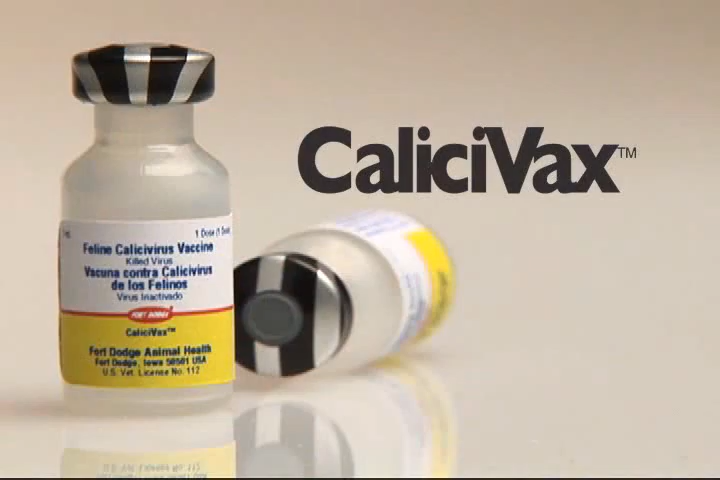 1 Dose (1
Feline Calicivirus Vaccine
Killed Virus
Vacuna contra Calicivirus
de los Felinos
Virus Inactivado
FORT DODGE
CaliciVax™
Fort Dodge Animal Health
Fort Dodge, Iowa 50501 USA
U.S. Vet. License No. 112
CaliciVax™